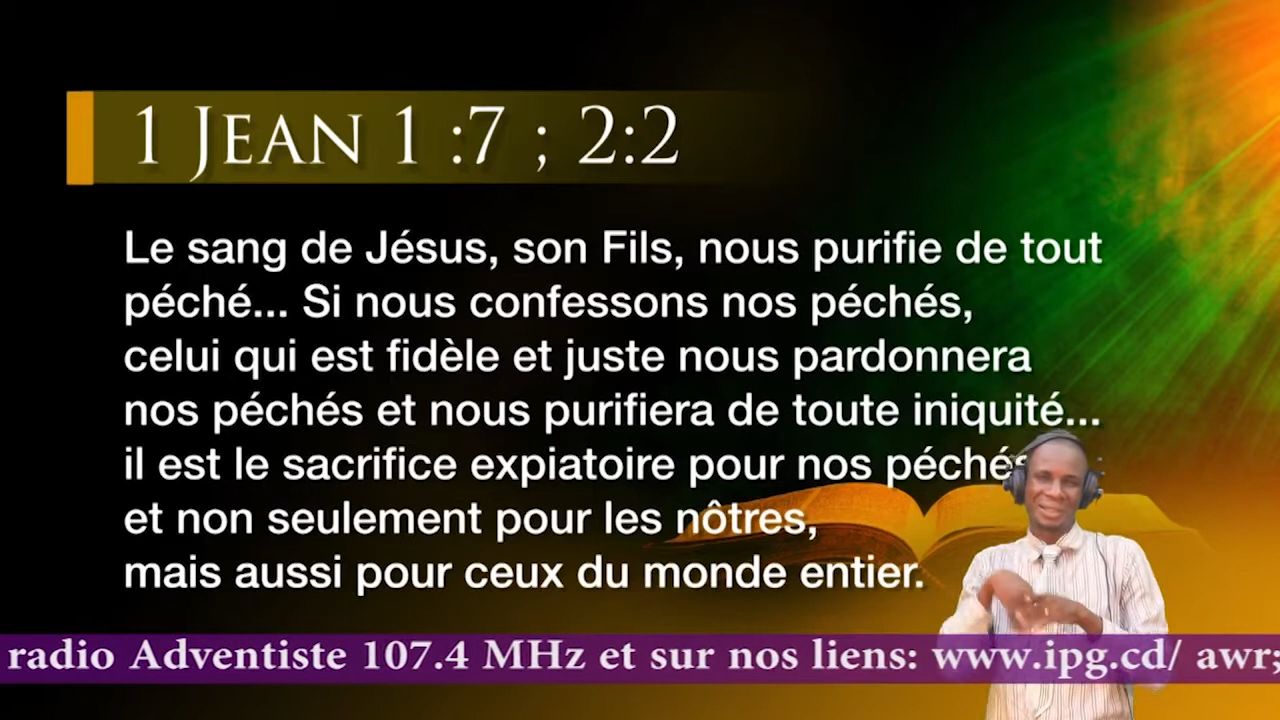 1 JEAN 1 :7 ; 2:2
Le sang de Jésus, son Fils, nous purifie de tout
péché... Si nous confessons nos péchés,
celui qui est fidèle et juste nous pardonnera
nos péchés et nous purifiera de toute iniquité...
il est le sacrifice expiatoire pour nos péchés
et non seulement pour les nôtres,
mais aussi pour ceux du monde entier.
radio Adventiste 107.4 MHz et sur nos liens: www.ipg.cd/ awr;